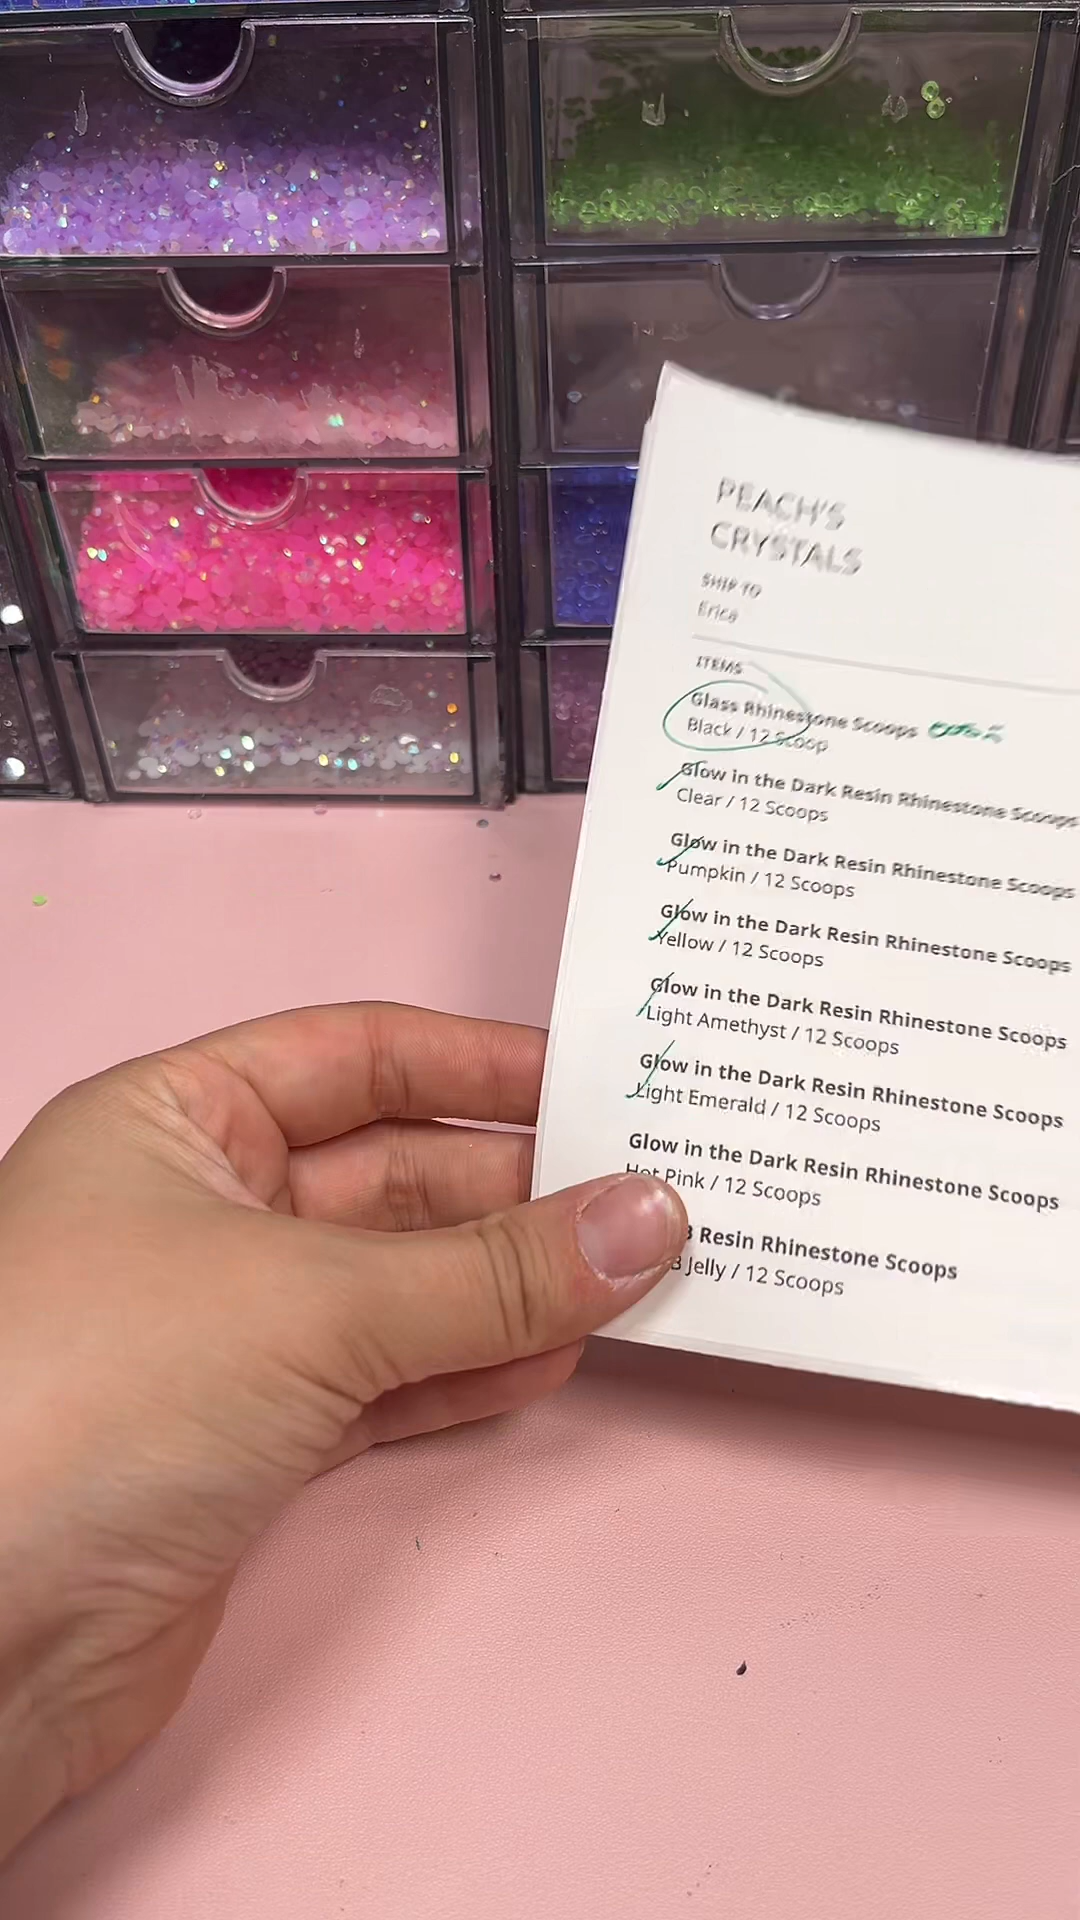 PEACH'S
CRYSTALS
SHIP TO
Erica
ITEMS
Glass Rhinestone Scoops
Black / 12 Scoop
Glow in the Dark Resin Rhinestone Scoops
Clear / 12 Scoops
Glow in the Dark Resin Rhinestone Scoops
Pumpkin / 12 Scoops
Glow in the Dark Resin Rhinestone Scoops
Yellow / 12 Scoops
Glow in the Dark Resin Rhinestone Scoops
Light Amethyst / 12 Scoops
Glow in the Dark Resin Rhinestone Scoops
Light Emerald / 12 Scoops
Glow in the Dark Resin Rhinestone Scoops
Hot Pink / 12 Scoops
Resin Rhinestone Scoops
Jelly / 12 Scoops